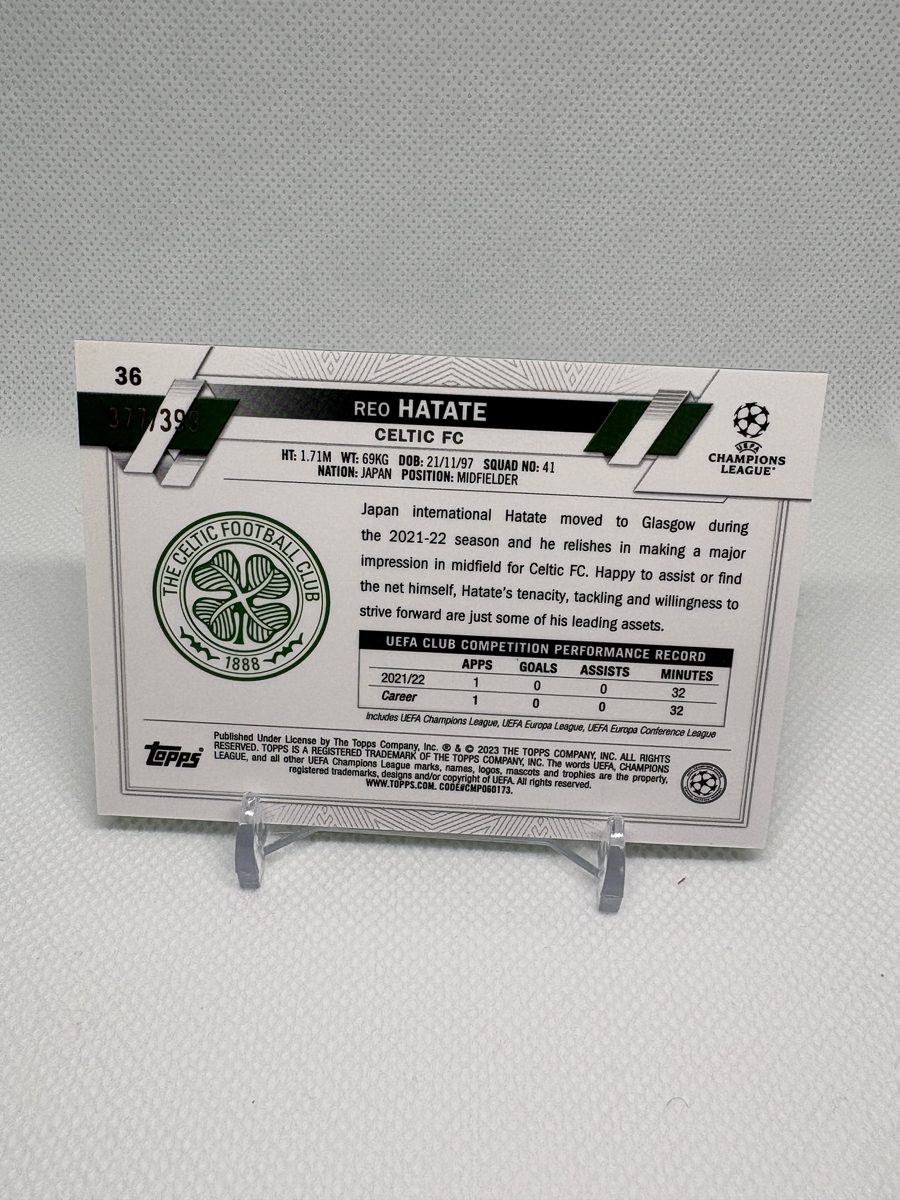 36
377/399
REO HATATE
CELTIC FC
HT: 1.71M WT: 69KG DOB: 21/11/97 SQUAD NO: 41
NATION: JAPAN POSITION: MIDFIELDER
UEFA
CHAMPIONS
LEAGUE
THE CELTIC FOOTBALL CLUB
1888
Japan international Hatate moved to Glasgow during
the 2021-22 season and he relishes in making a major
impression in midfield for Celtic FC. Happy to assist or find
the net himself, Hatate's tenacity, tackling and willingness to
strive forward are just some of his leading assets.
UEFA CLUB COMPETITION PERFORMANCE RECORD
APPS GOALS ASSISTS MINUTES
2021/22 1 0 0 32
Career 1 0 0 32
Includes UEFA Champions League, UEFA Europa League, UEFA Europa Conference League
topps®
Published Under License by The Topps Company, Inc. ® & © 2023 THE TOPPS COMPANY, INC. ALL RIGHTS
RESERVED. TOPPS IS A REGISTERED TRADEMARK OF THE TOPPS COMPANY, INC. The words UEFA, CHAMPIONS
LEAGUE, and all other UEFA Champions League marks, names, logos, mascots and trophies are the property,
registered trademarks, designs and/or copyright of UEFA. All rights reserved.
WWW.TOPPS.COM. CODE#CMP060173.